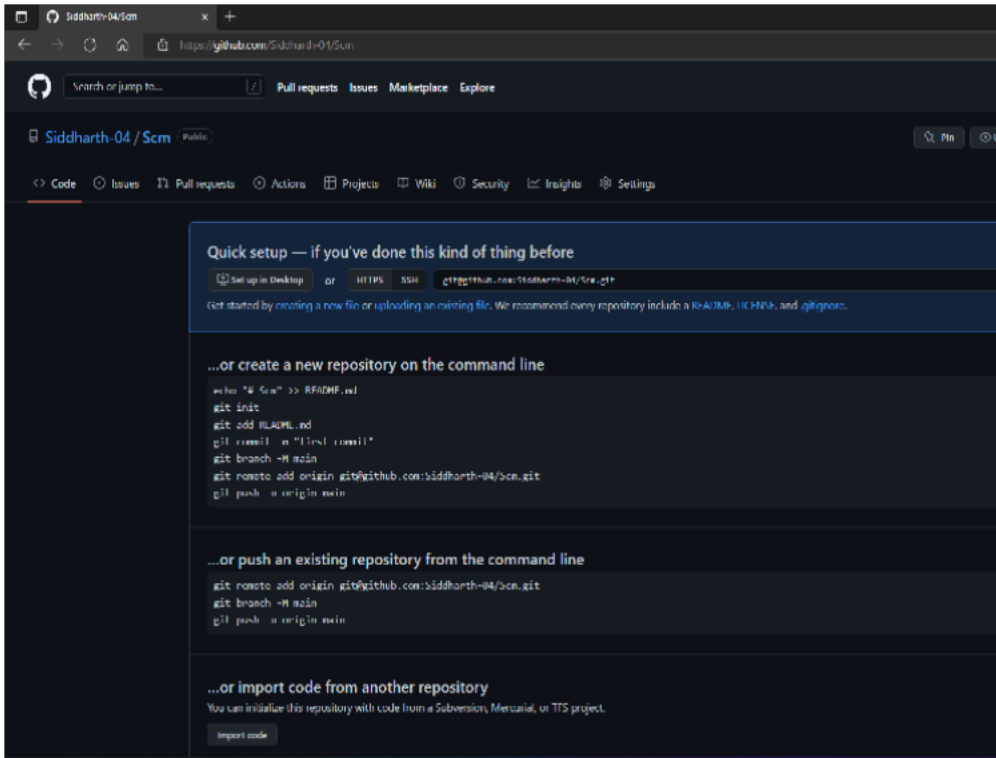 Siddharth-04/Scm
https://github.com/Siddharth-04/Scm
Search or jump to... / Pull requests Issues Marketplace Explore
Siddharth-04 / Scm Public
Pin
Code Issues Pull requests Actions Projects Wiki Security Insights Settings
Quick setup — if you've done this kind of thing before
Set up in Desktop or HTTPS SSH git@github.com:Siddharth-04/Scm.git
Get started by creating a new file or uploading an existing file. We recommend every repository include a README, LICENSE, and .gitignore.
...or create a new repository on the command line
echo "# Scm" >> README.md
git init
git add README.md
git commit -m "first commit"
git branch -M main
git remote add origin git@github.com:Siddharth-04/Scm.git
git push -u origin main
...or push an existing repository from the command line
git remote add origin git@github.com:Siddharth-04/Scm.git
git branch -M main
git push -u origin main
...or import code from another repository
You can initialize this repository with code from a Subversion, Mercurial, or TFS project.
Import code